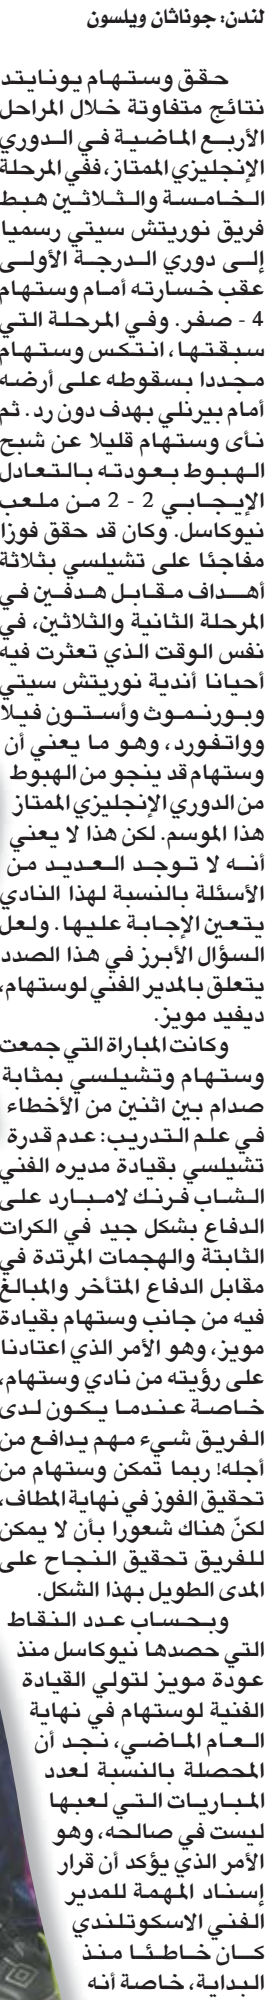 لندن: جوناثان ويلسون
حقق وستهام يونايتد
نتائج متفاوتة خلال المراحل
الأربع الماضية في الدوري
الإنجليزي الممتاز، ففي المرحلة
الخامسة والثلاثين هبط
فريق نوريتش سيتي رسميا
إلى دوري الدرجة الأولى
عقب خسارته أمام وستهام
4 - صفر. وفي المرحلة التي
سبقتها، انتكس وستهام
مجددا بسقوطه على أرضه
أمام بيرنلي بهدف دون رد. ثم
نأى وستهام قليلا عن شبح
الهبوط بعودته بالتعادل
الإيجابي 2 - 2 من ملعب
نيوكاسل. وكان قد حقق فوزا
مفاجئا على تشيلسي بثلاثة
أهداف مقابل هدفين في
المرحلة الثانية والثلاثين، في
نفس الوقت الذي تعثرت فيه
أحيانا أندية نوريتش سيتي
وبورنموث وأستون فيلا
وواتفورد، وهو ما يعني أن
وستهام قد ينجو من الهبوط
من الدوري الإنجليزي الممتاز
هذا الموسم. لكن هذا لا يعني
أنه لا توجد العديد من
الأسئلة بالنسبة لهذا النادي
يتعين الإجابة عليها. ولعل
السؤال الأبرز في هذا الصدد
يتعلق بالمدير الفني لوستهام،
ديفيد مويز.
وكانت المباراة التي جمعت
وستهام وتشيلسي بمثابة
صدام بين اثنين من الأخطاء
في علم التدريب: عدم قدرة
تشيلسي بقيادة مديره الفني
الشاب فرنك لامبارد على
الدفاع بشكل جيد في الكرات
الثابتة والهجمات المرتدة في
مقابل الدفاع المتأخر والمبالغ
فيه من جانب وستهام بقيادة
مويز، وهو الأمر الذي اعتادنا
على رؤيته من نادي وستهام،
خاصة عندما يكون لدى
الفريق شيء مهم يدافع من
أجله! ربما تمكن وستهام من
تحقيق الفوز في نهاية المطاف،
لكنّ هناك شعورا بأن لا يمكن
للفريق تحقيق النجاح على
المدى الطويل بهذا الشكل.
وبحساب عدد النقاط
التي حصدها نيوكاسل منذ
عودة مويز لتولي القيادة
الفنية لوستهام في نهاية
العام الماضي، نجد أن
المحصلة بالنسبة لعدد
المباريات التي لعبها
ليست في صالحه، وهو
الأمر الذي يؤكد أن قرار
إسناد المهمة للمدير
الفني الاسكوتلندي
كان خاطئا منذ
البداية، خاصة أنه